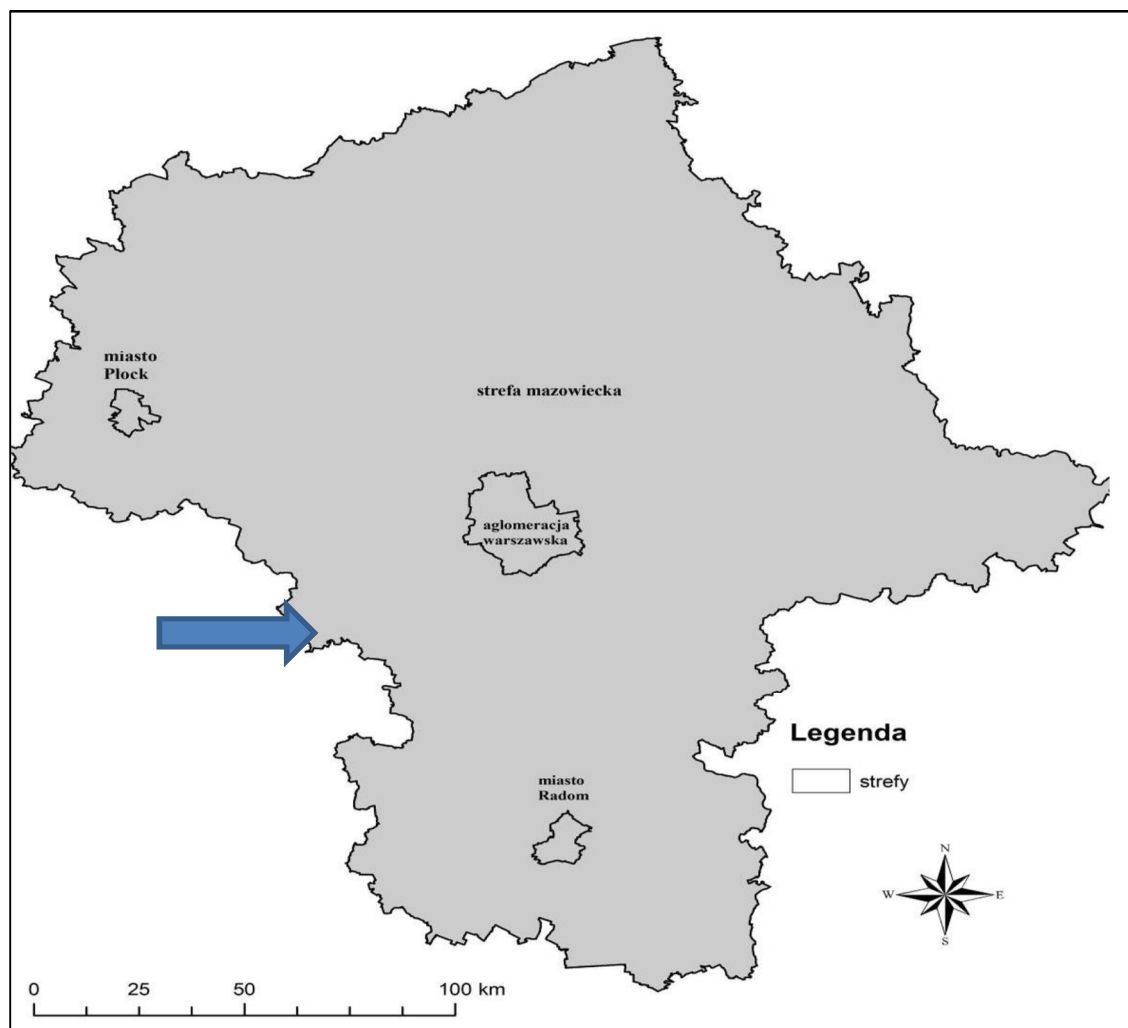 miasto
Płock
strefa mazowiecka
aglomeracja
warszawska
Legenda
strefy
miasto
Radom
N
W
E
S
0 25 50 100 km